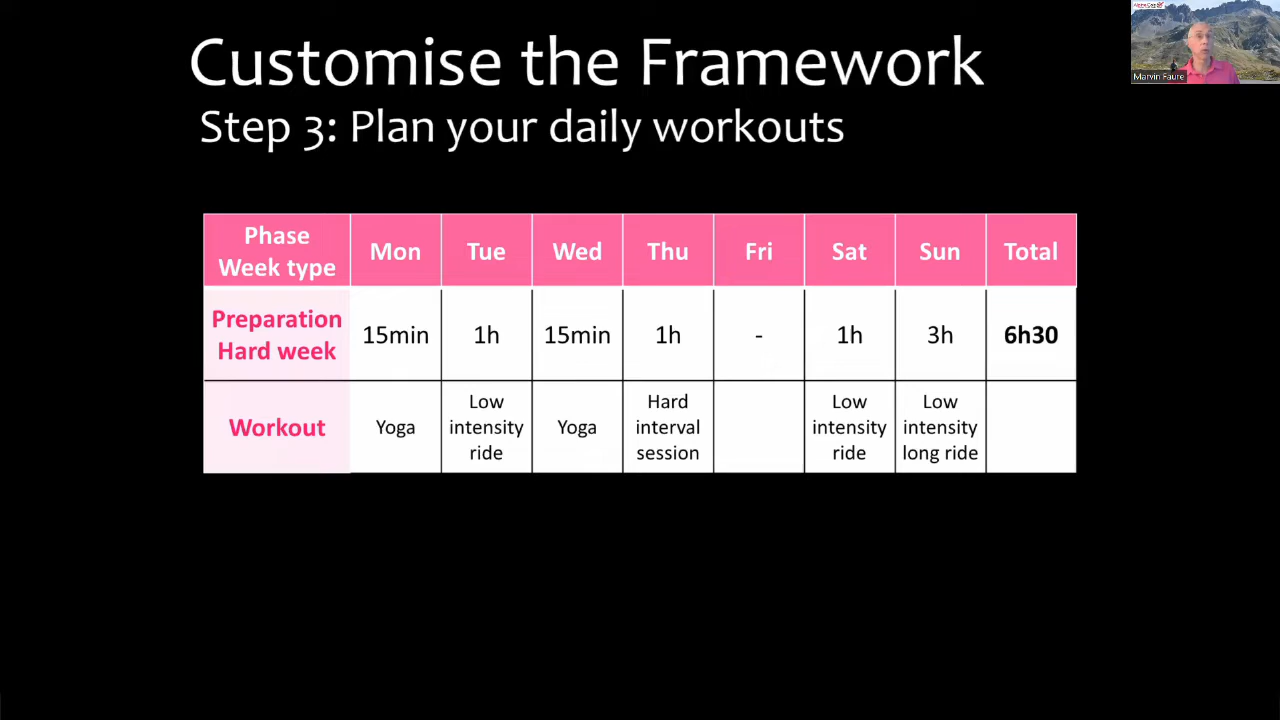 Customise the Framework
Step 3: Plan your daily workouts
Marvin Faure
Phase Week type Mon Tue Wed Thu Fri Sat Sun Total
Preparation Hard week 15min 1h 15min 1h - 1h 3h 6h30
Workout Yoga Low intensity ride Yoga Hard interval session Low intensity ride Low intensity long ride